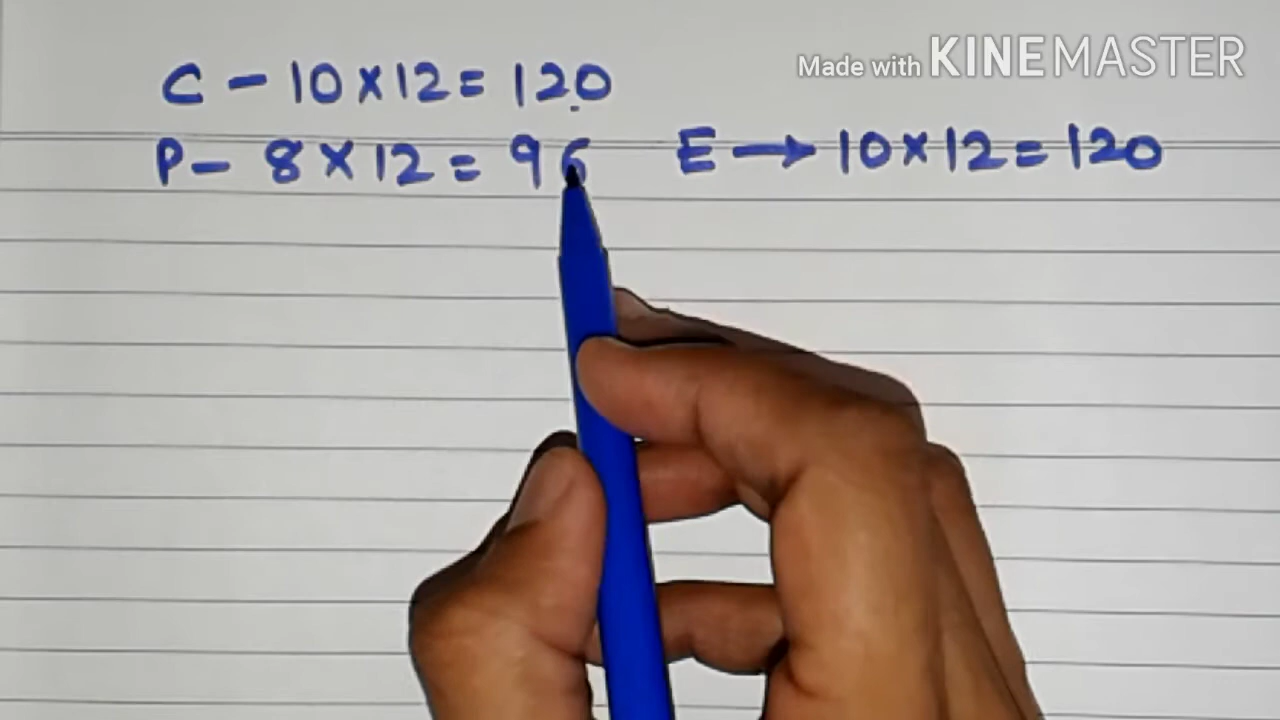 Made with KINEMASTER
C - 10 × 12 = 120
P - 8 × 12 = 96
E → 10 × 12 = 120